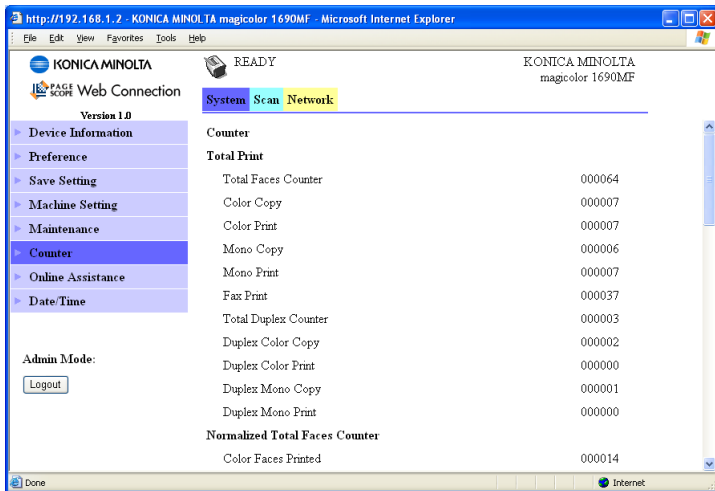 http://192.168.1.2 - KONICA MINOLTA magicolor 1690MF - Microsoft Internet Explorer
File Edit View Favorites Tools Help
KONICA MINOLTA
PAGE SCOPE Web Connection
Version 1.0
READY
KONICA MINOLTA
magicolor 1690MF
System Scan Network
Device Information
Preference
Save Setting
Machine Setting
Maintenance
Counter
Online Assistance
Date/Time
Admin Mode:
Logout
Counter
Total Print
Total Faces Counter 000064
Color Copy 000007
Color Print 000007
Mono Copy 000006
Mono Print 000007
Fax Print 000037
Total Duplex Counter 000003
Duplex Color Copy 000002
Duplex Color Print 000000
Duplex Mono Copy 000001
Duplex Mono Print 000000
Normalized Total Faces Counter
Color Faces Printed 000014
Done Internet